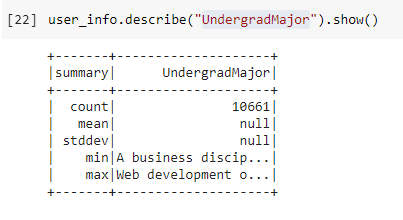 [22] user_info.describe("UndergradMajor").show()
+-------+--------------------+
|summary|      UndergradMajor|
+-------+--------------------+
|  count|               10661|
|   mean|                null|
| stddev|                null|
|    min|A business discip...|
|    max|Web development o...|
+-------+--------------------+